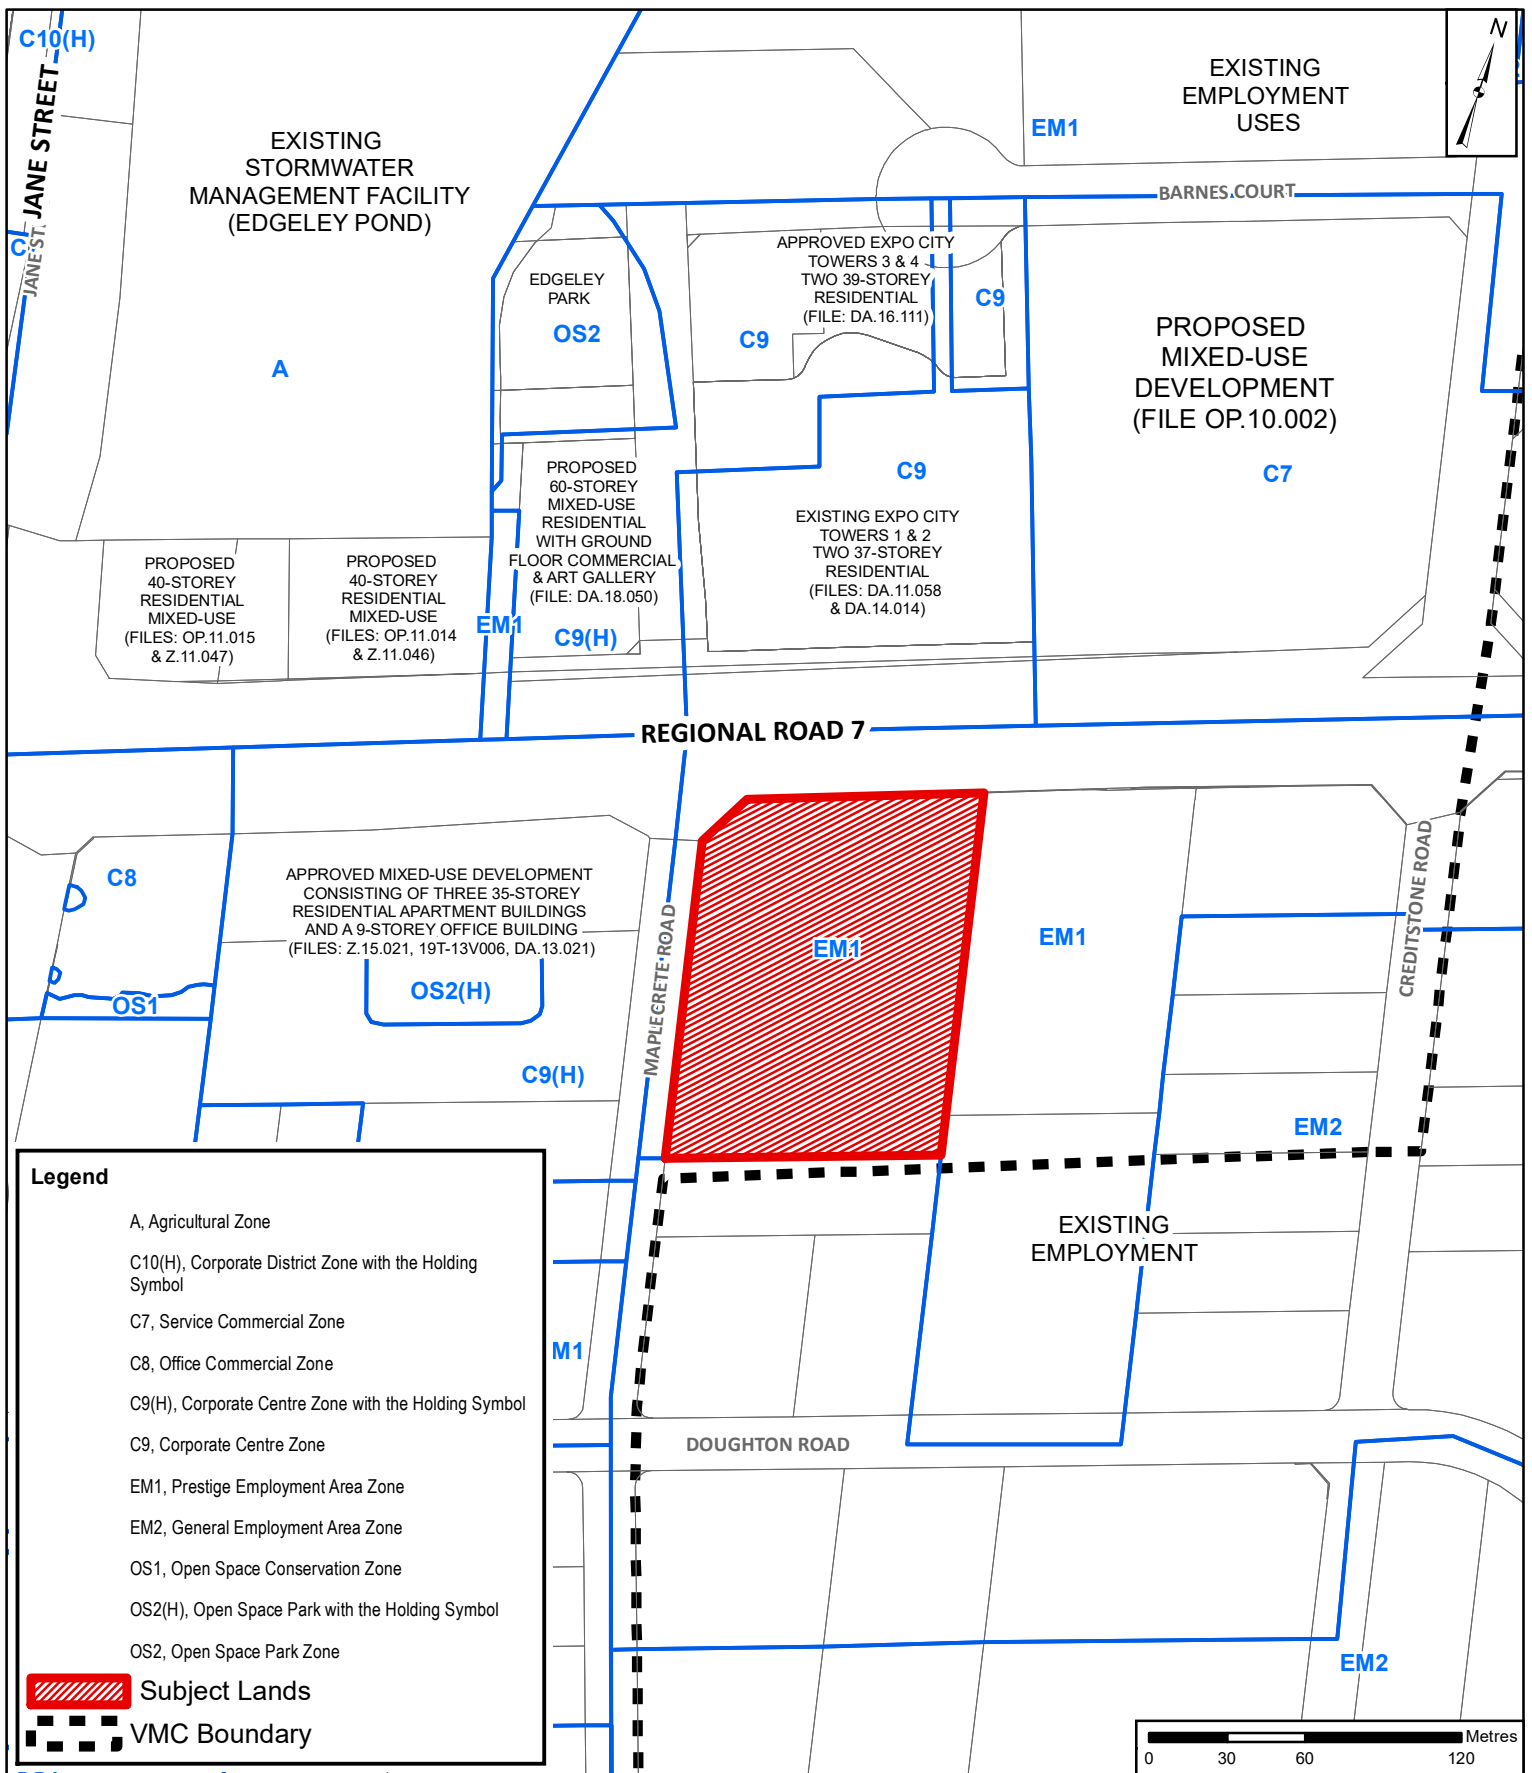 C10(H)
JANE STREET
JANE ST.
C
EXISTING
STORMWATER
MANAGEMENT FACILITY
(EDGELEY POND)
A
EXISTING
EMPLOYMENT
USES
EM1
N
BARNES COURT
EDGELEY
PARK
OS2
APPROVED EXPO CITY
TOWERS 3 & 4
TWO 39-STOREY
RESIDENTIAL
(FILE: DA.16.111)
C9
C9
PROPOSED
MIXED-USE
DEVELOPMENT
(FILE OP.10.002)
C7
PROPOSED
60-STOREY
MIXED-USE
RESIDENTIAL
WITH GROUND
FLOOR COMMERCIAL
& ART GALLERY
(FILE: DA.18.050)
C9(H)
C9
EXISTING EXPO CITY
TOWERS 1 & 2
TWO 37-STOREY
RESIDENTIAL
(FILES: DA.11.058
& DA.14.014)
PROPOSED
40-STOREY
RESIDENTIAL
MIXED-USE
(FILES: OP.11.015
& Z.11.047)
PROPOSED
40-STOREY
RESIDENTIAL
MIXED-USE
(FILES: OP.11.014
& Z.11.046)
EM1
REGIONAL ROAD 7
C8
APPROVED MIXED-USE DEVELOPMENT
CONSISTING OF THREE 35-STOREY
RESIDENTIAL APARTMENT BUILDINGS
AND A 9-STOREY OFFICE BUILDING
(FILES: Z.15.021, 19T-13V006, DA.13.021)
OS2(H)
OS1
C9(H)
MAPLECRETE ROAD
EM1
EM1
CREDITSTONE ROAD
EM2
EXISTING
EMPLOYMENT
M1
DOUGHTON ROAD
EM2
Legend
A, Agricultural Zone
C10(H), Corporate District Zone with the Holding
Symbol
C7, Service Commercial Zone
C8, Office Commercial Zone
C9(H), Corporate Centre Zone with the Holding Symbol
C9, Corporate Centre Zone
EM1, Prestige Employment Area Zone
EM2, General Employment Area Zone
OS1, Open Space Conservation Zone
OS2(H), Open Space Park with the Holding Symbol
OS2, Open Space Park Zone
Subject Lands
VMC Boundary
Metres
0 30 60 120